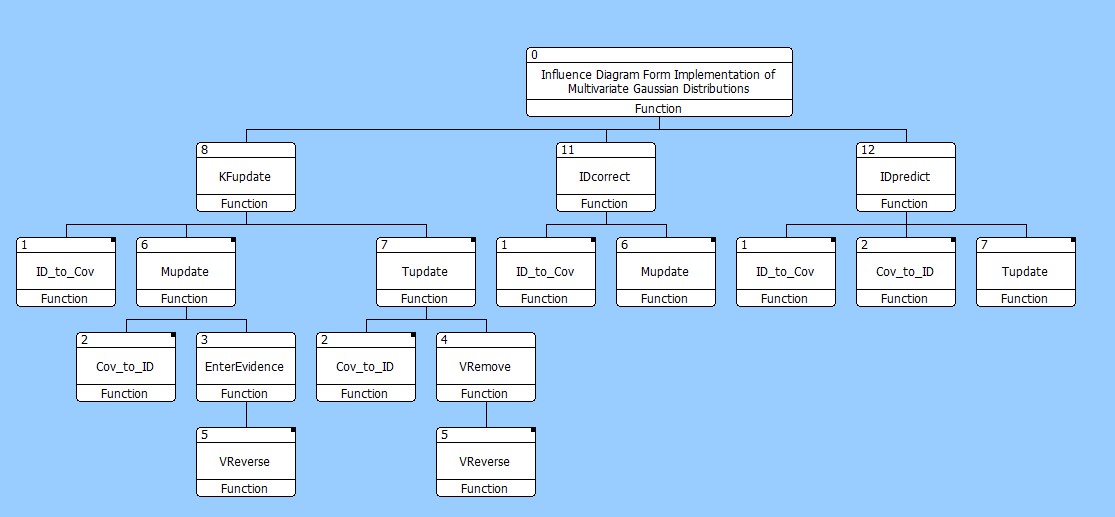 0
Influence Diagram Form Implementation of
Multivariate Gaussian Distributions
Function
8
KFupdate
Function
11
IDcorrect
Function
12
IDpredict
Function
1
ID_to_Cov
Function
6
Mupdate
Function
7
Tupdate
Function
1
ID_to_Cov
Function
6
Mupdate
Function
1
ID_to_Cov
Function
2
Cov_to_ID
Function
7
Tupdate
Function
2
Cov_to_ID
Function
3
EnterEvidence
Function
2
Cov_to_ID
Function
4
VRemove
Function
5
VReverse
Function
5
VReverse
Function